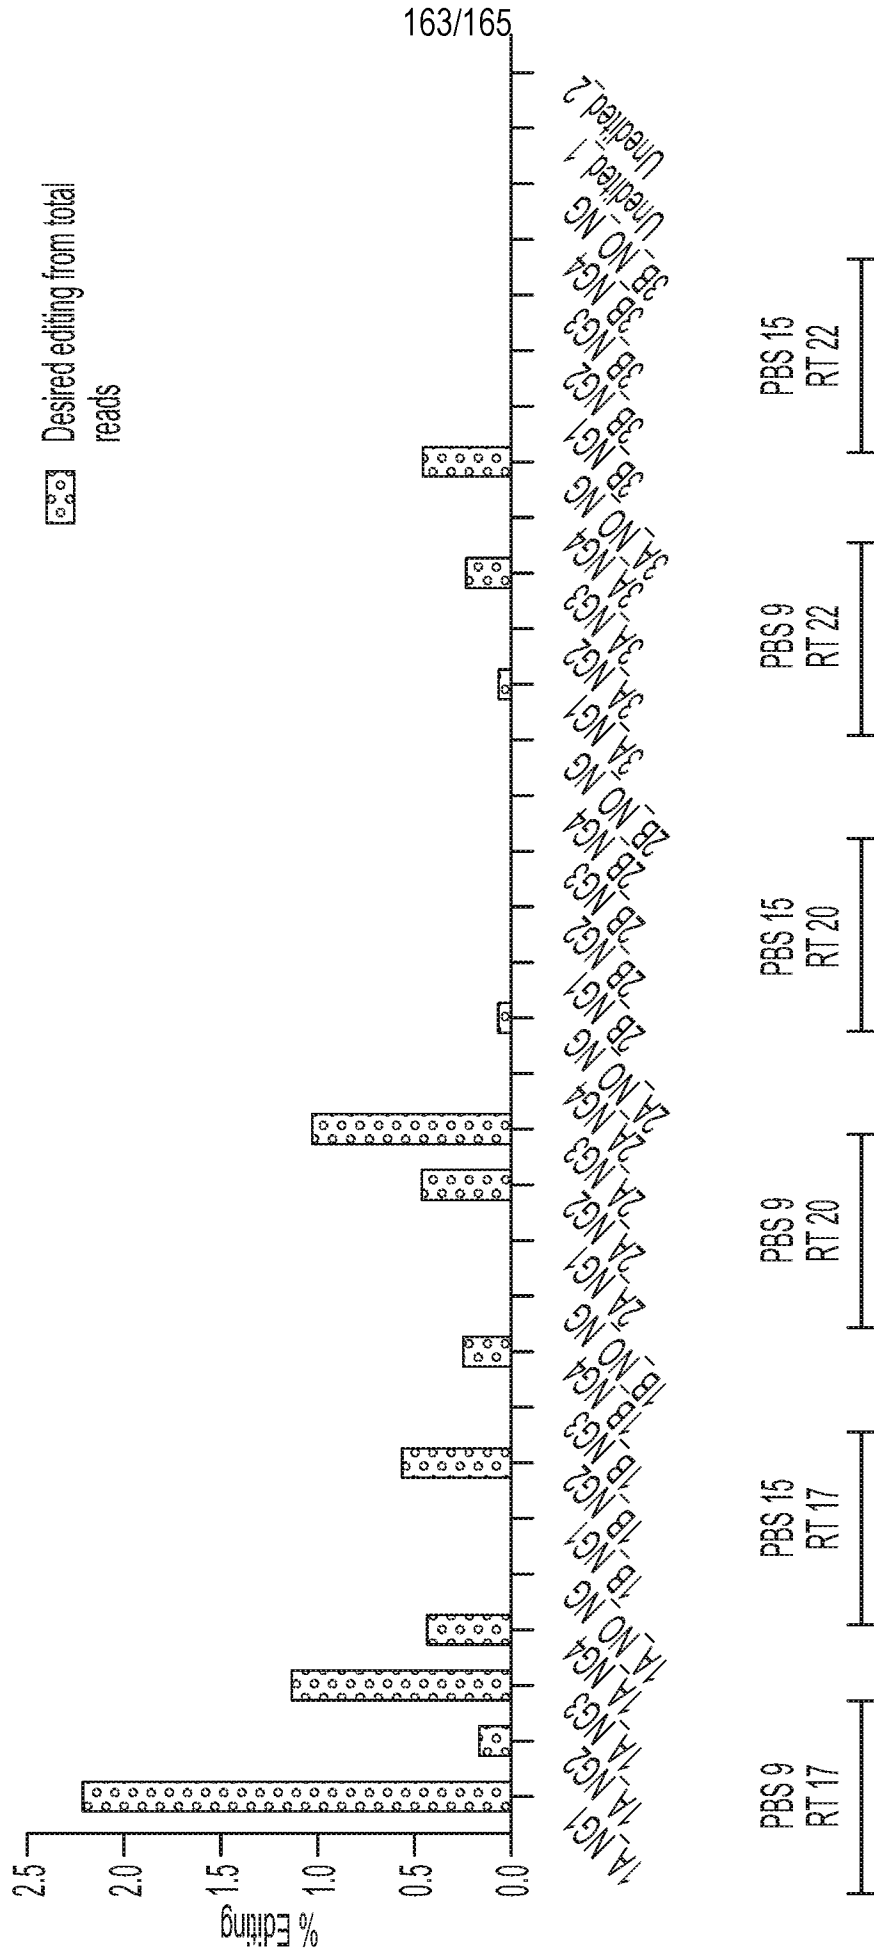 163/165
Desired editing from total
reads
% Editing
2.5
2.0
1.5
1.0
0.5
0.0
1A_NG1
1A_NG2
1A_NG3
1A_NG4
1A_NO_NG
1B_NG1
1B_NG2
1B_NG3
1B_NG4
1B_NO_NG
2A_NG1
2A_NG2
2A_NG3
2A_NG4
2A_NO_NG
2B_NG1
2B_NG2
2B_NG3
2B_NG4
2B_NO_NG
3A_NG1
3A_NG2
3A_NG3
3A_NG4
3A_NO_NG
3B_NG1
3B_NG2
3B_NG3
3B_NG4
3B_NO_NG
Unedited_1
Unedited_2
PBS 9
RT 17
PBS 15
RT 17
PBS 9
RT 20
PBS 15
RT 20
PBS 9
RT 22
PBS 15
RT 22